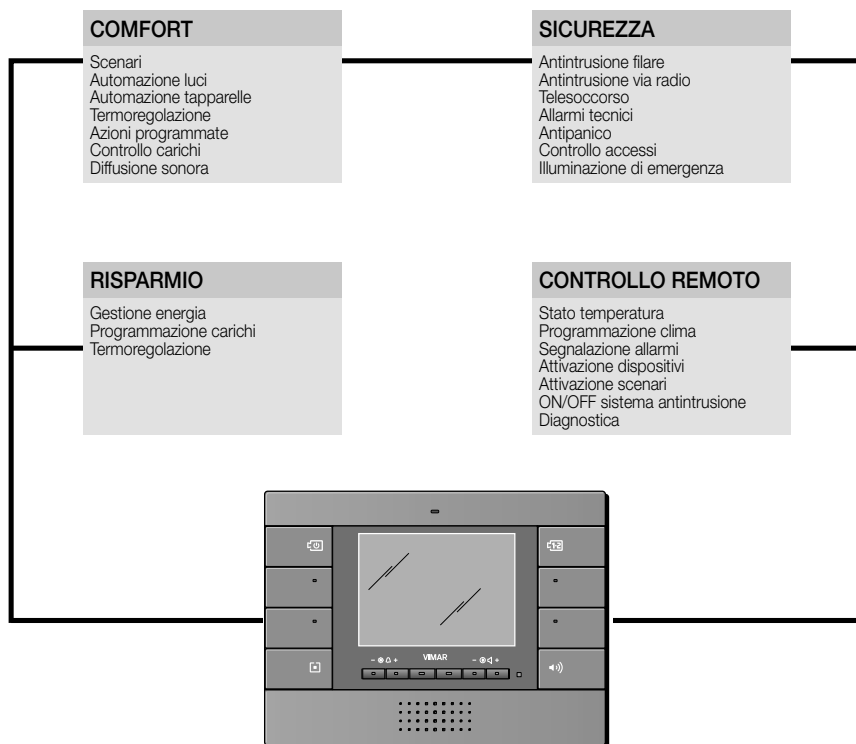 COMFORT
Scenari
Automazione luci
Automazione tapparelle
Termoregolazione
Azioni programmate
Controllo carichi
Diffusione sonora
SICUREZZA
Antintrusione filare
Antintrusione via radio
Telesoccorso
Allarmi tecnici
Antipanico
Controllo accessi
Illuminazione di emergenza
RISPARMIO
Gestione energia
Programmazione carichi
Termoregolazione
CONTROLLO REMOTO
Stato temperatura
Programmazione clima
Segnalazione allarmi
Attivazione dispositivi
Attivazione scenari
ON/OFF sistema antintrusione
Diagnostica
1-2
- + VIMAR - +